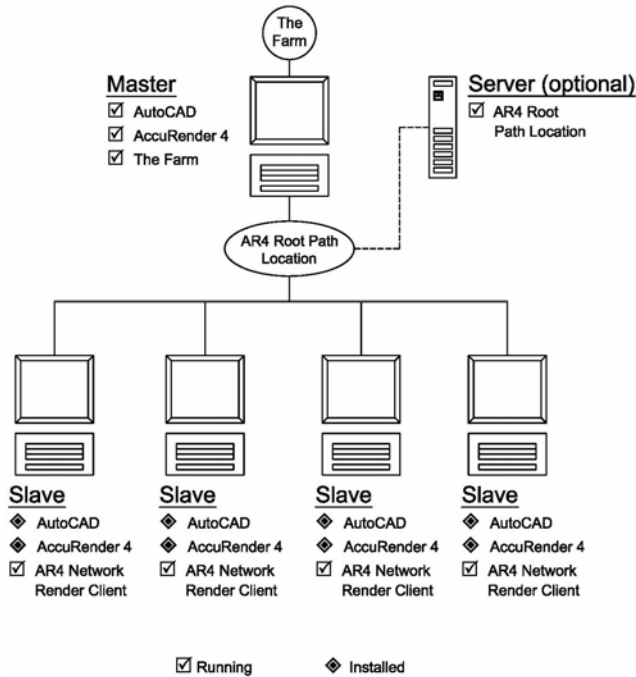 The
Farm
Master
AutoCAD
AccuRender 4
The Farm
Server (optional)
AR4 Root
Path Location
AR4 Root Path
Location
Slave
AutoCAD
AccuRender 4
AR4 Network
Render Client
Slave
AutoCAD
AccuRender 4
AR4 Network
Render Client
Slave
AutoCAD
AccuRender 4
AR4 Network
Render Client
Slave
AutoCAD
AccuRender 4
AR4 Network
Render Client
Running
Installed